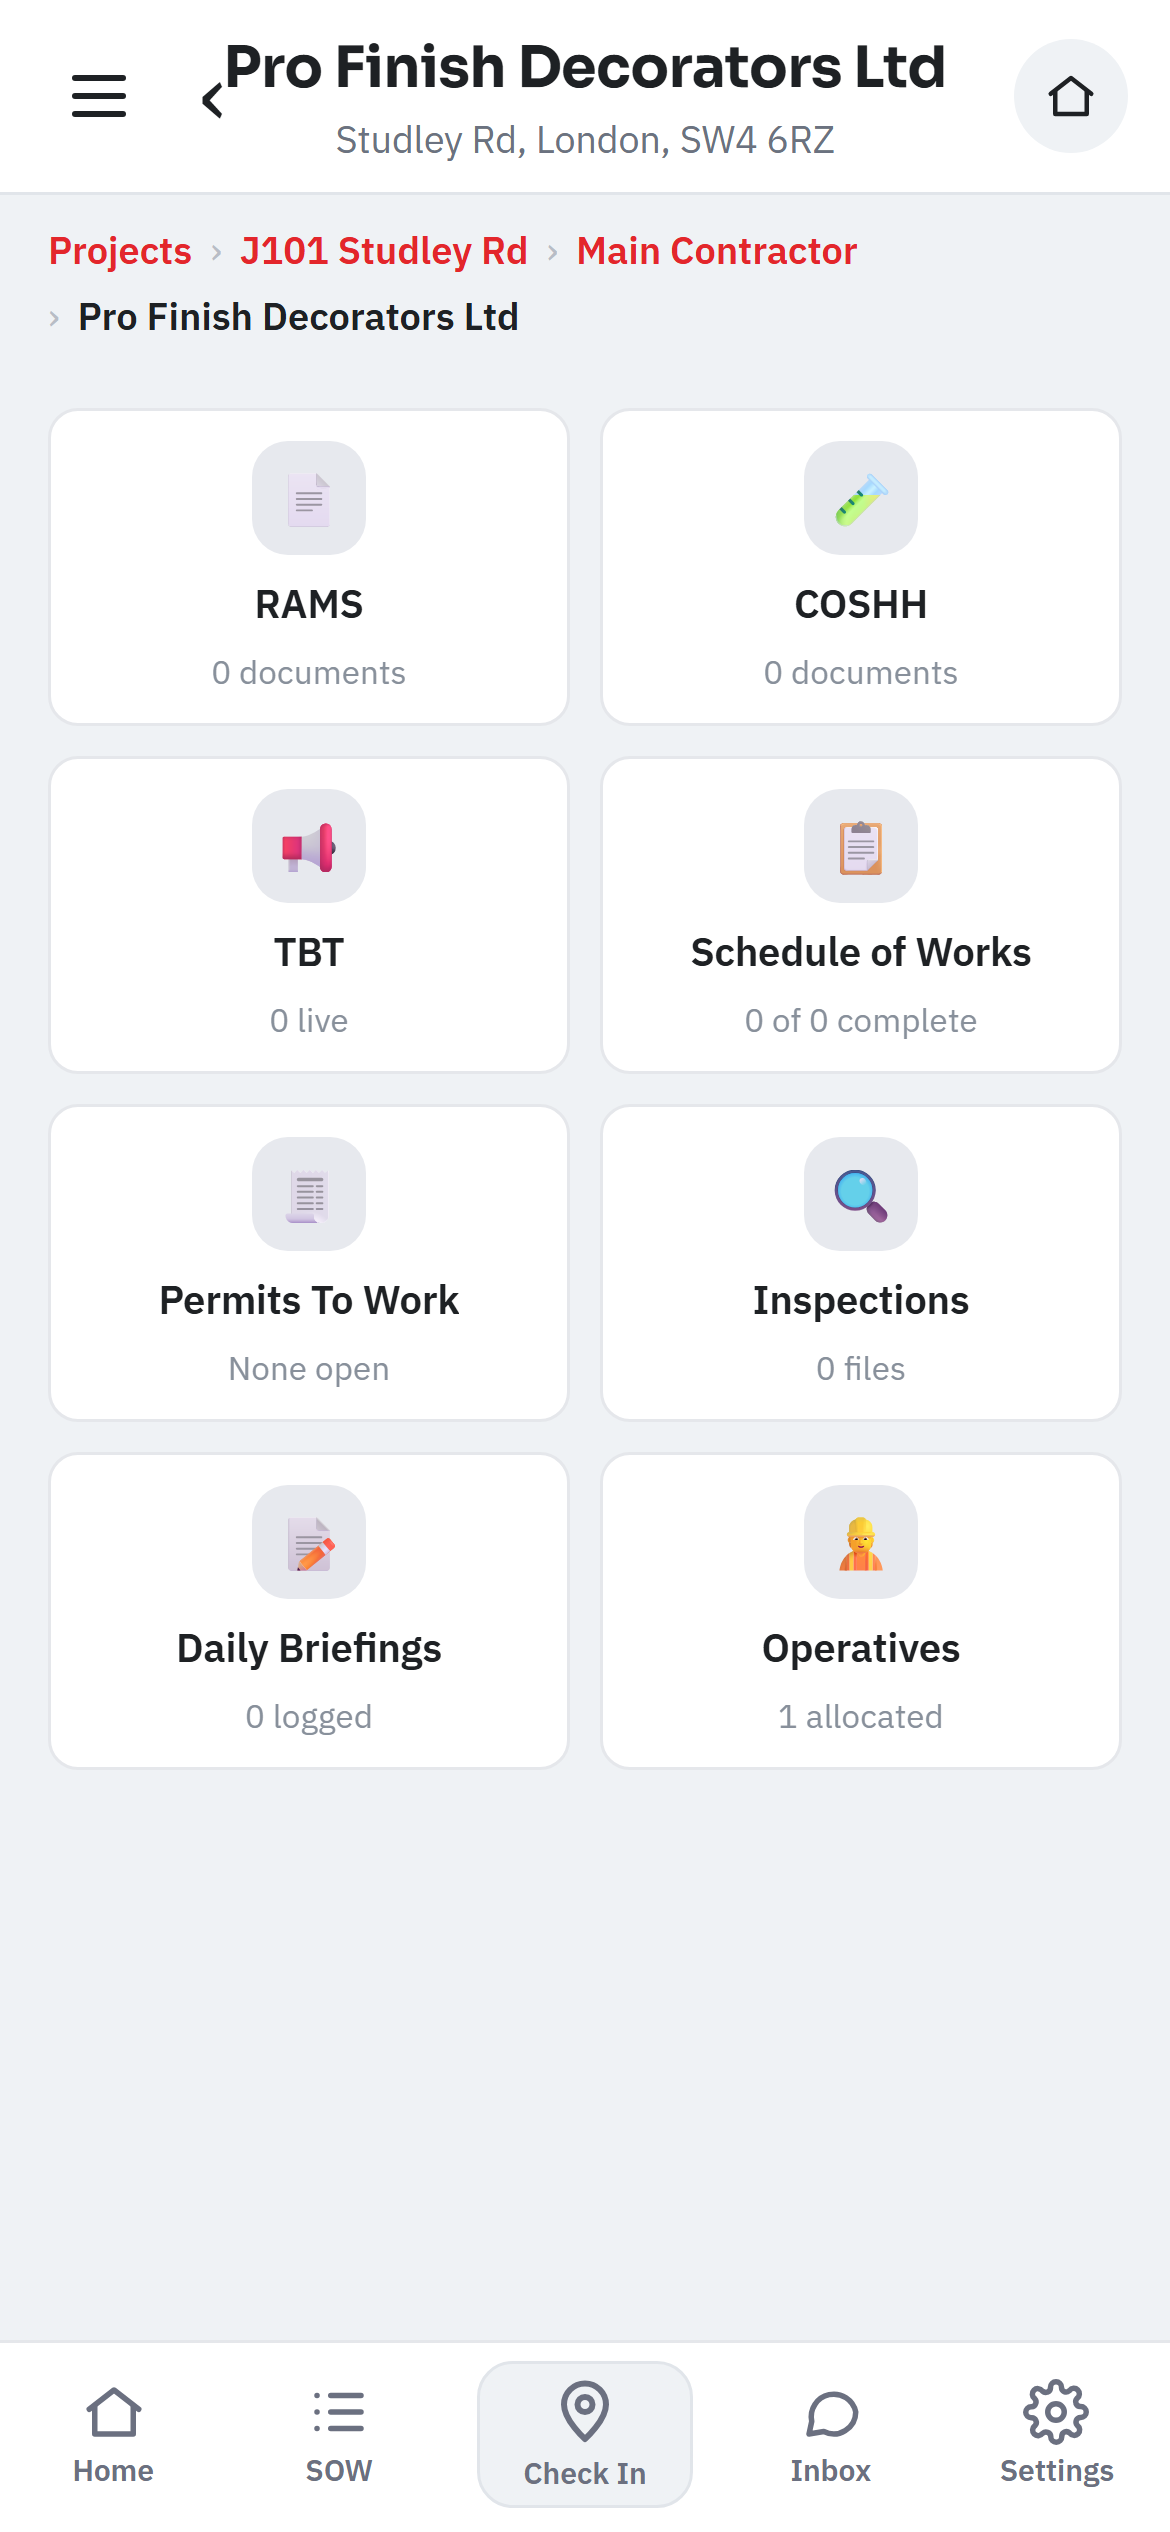 Pro Finish Decorators Ltd
Studley Rd, London, SW4 6RZ
Projects › J101 Studley Rd › Main Contractor
› Pro Finish Decorators Ltd
RAMS
0 documents
COSHH
0 documents
TBT
0 live
Schedule of Works
0 of 0 complete
Permits To Work
None open
Inspections
0 files
Daily Briefings
0 logged
Operatives
1 allocated
Home
SOW
Check In
Inbox
Settings